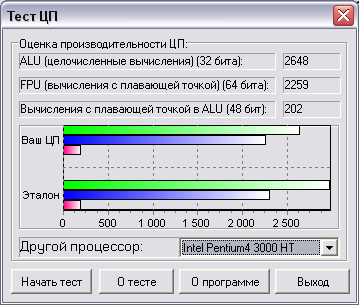 Тест ЦП
Оценка производительности ЦП:
ALU (целочисленные вычисления) (32 бита): 2648
FPU (вычисления с плавающей точкой) (64 бита): 2259
Вычисления с плавающей точкой в ALU (48 бит): 202
Ваш ЦП
Эталон
0 500 1 000 1 500 2 000 2 500
Другой процессор: Intel Pentium4 3000 HT
Начать тест О тесте О программе Выход